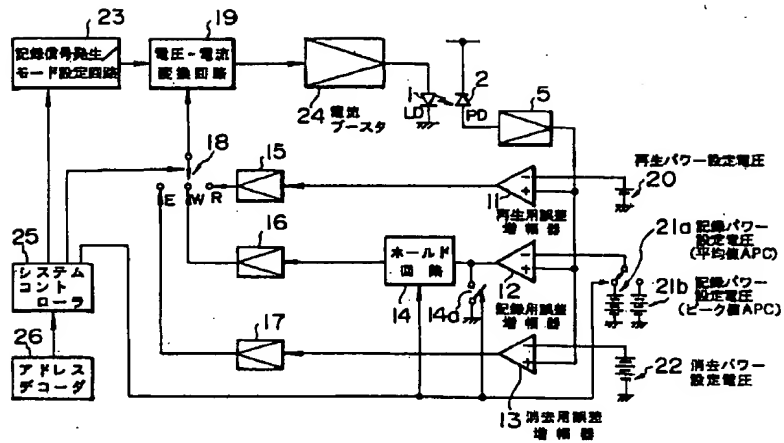 23
記録信号発生/
モード設定回路
19
電圧-電流
変換回路
24 電流
ブースタ
1
LD
2
PD
5
18
E W R
15
11
再生用誤差
増幅器
再生パワー設定電圧
20
16
ホールド
回路
14
14a
12
記録用誤差
増幅器
21a 記録パワー
設定電圧
(平均値APC)
21b 記録パワー
設定電圧
(ピーク値APC)
25
システム
コント
ローラ
26
アドレス
デコーダ
17
13 消去用誤差
増幅器
22 消去パワー
設定電圧
- +
- +
- +